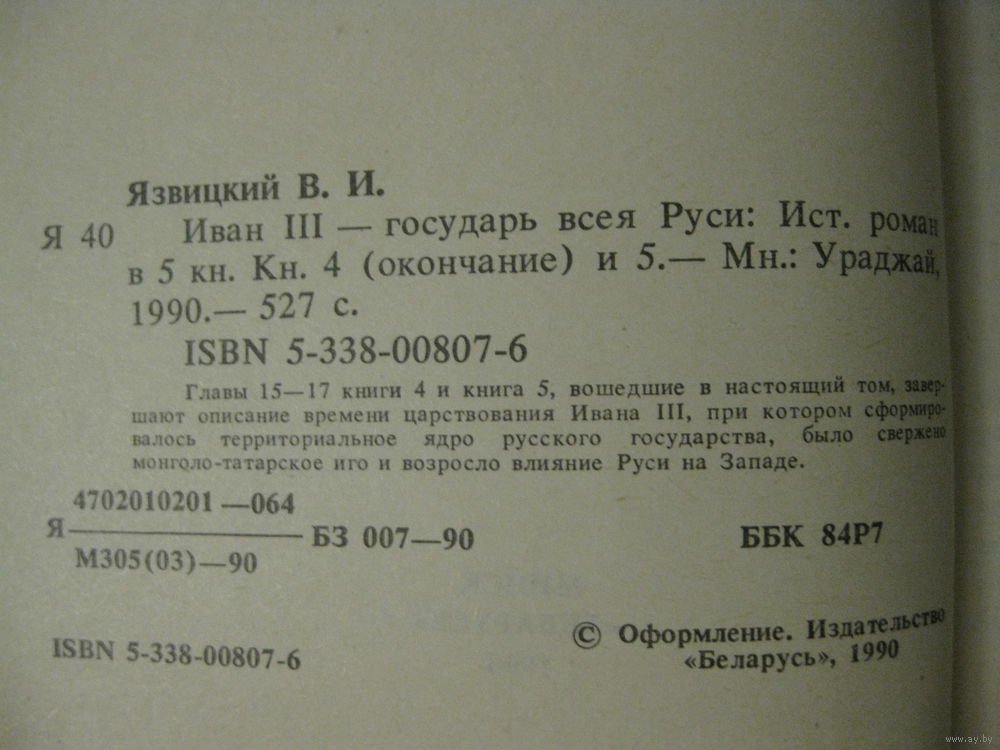 Язвицкий В. И.
Я 40 Иван III — государь всея Руси: Ист. роман
в 5 кн. Кн. 4 (окончание) и 5.— Мн.: Ураджай,
1990.— 527 с.
ISBN 5-338-00807-6
Главы 15—17 книги 4 и книга 5, вошедшие в настоящий том, завер-
шают описание времени царствования Ивана III, при котором сформиро-
валось территориальное ядро русского государства, было свержено
монголо-татарское иго и возросло влияние Руси на Западе.
4702010201—064
Я БЗ 007—90 ББК 84Р7
М305(03)—90
ISBN 5-338-00807-6
© Оформление. Издательство
«Беларусь», 1990
www.ay.by